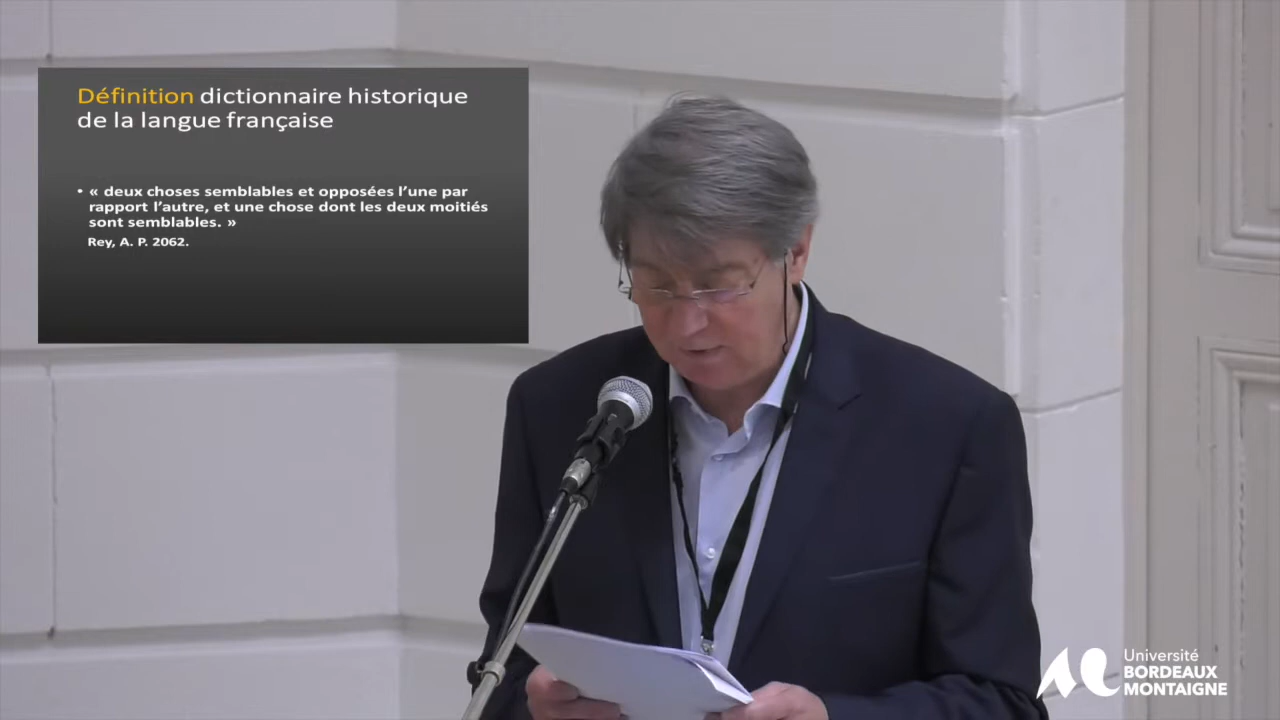 Définition dictionnaire historique
de la langue française
• « deux choses semblables et opposées l’une par
rapport l’autre, et une chose dont les deux moitiés
sont semblables. »
Rey, A. P. 2062.
Université
BORDEAUX
MONTAIGNE